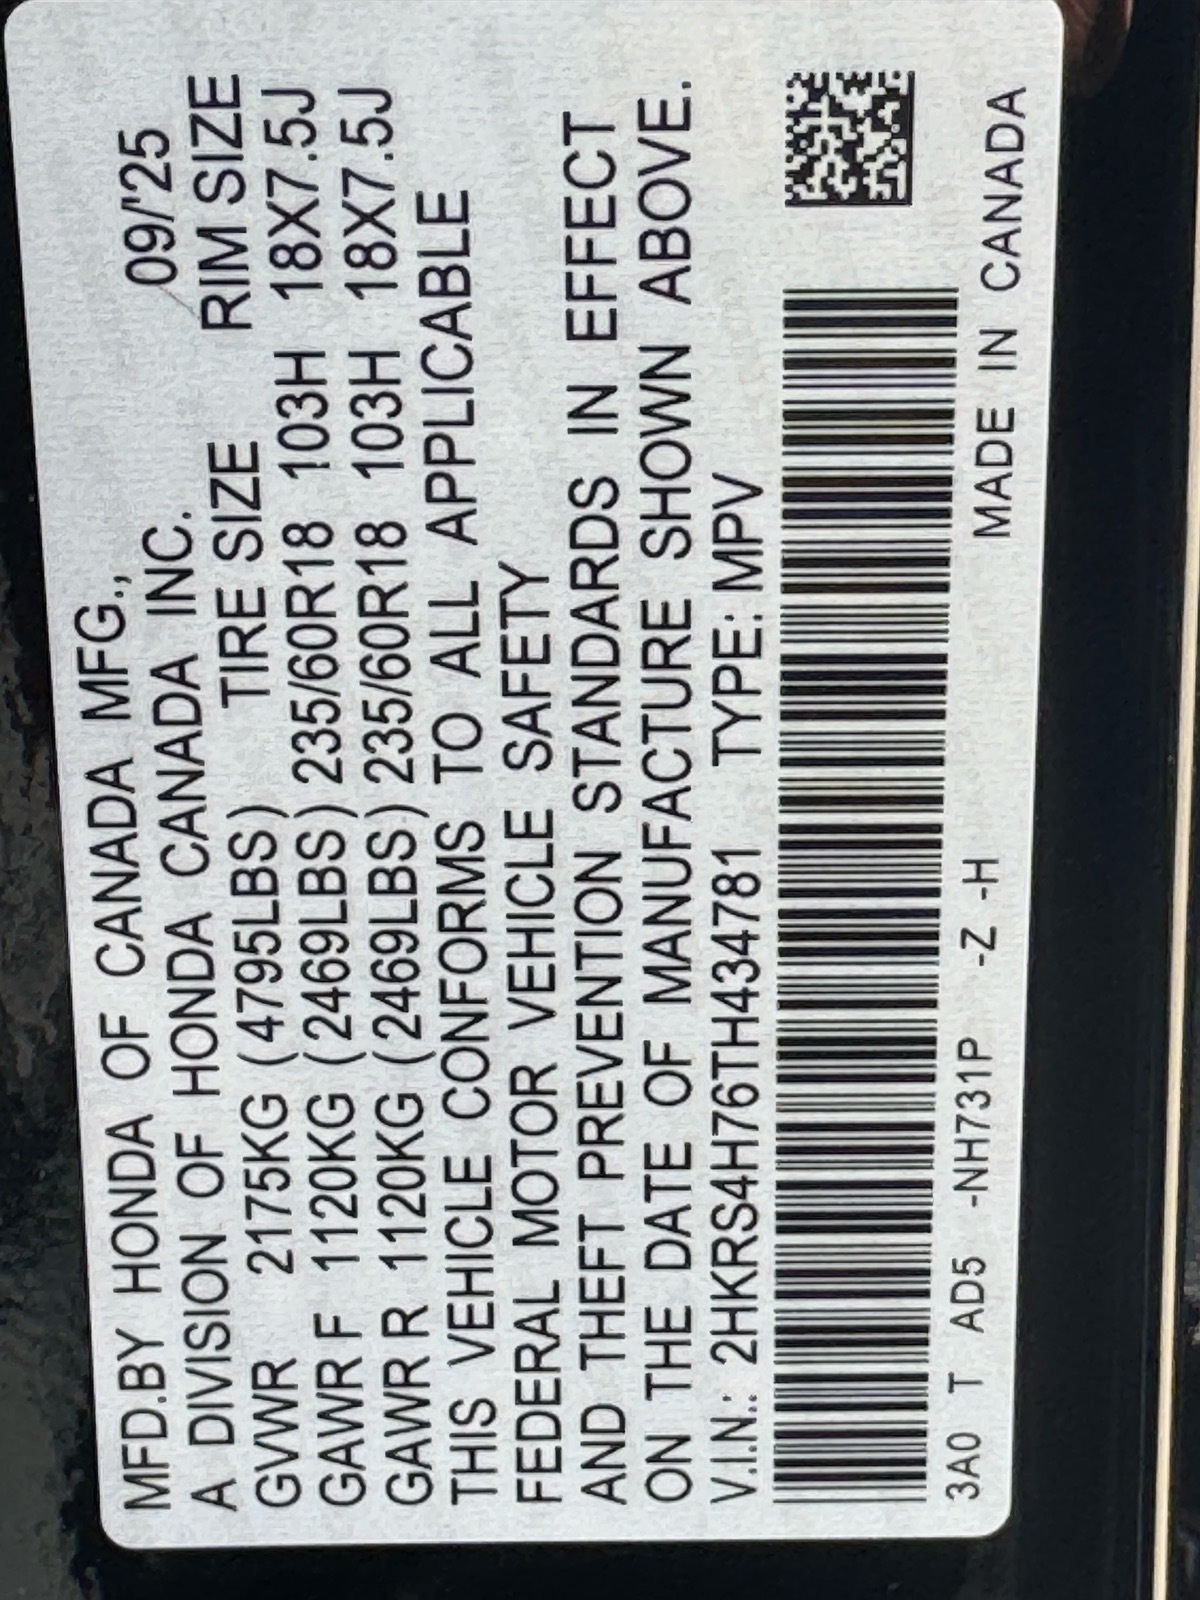 MFD.BY HONDA OF CANADA MFG., 09/'25
A DIVISION OF HONDA CANADA INC.
TIRE SIZE RIM SIZE
GVWR 2175KG (4795LBS)
GAWR F 1120KG (2469LBS) 235/60R18 103H 18X7.5J
GAWR R 1120KG (2469LBS) 235/60R18 103H 18X7.5J
THIS VEHICLE CONFORMS TO ALL APPLICABLE
FEDERAL MOTOR VEHICLE SAFETY
AND THEFT PREVENTION STANDARDS IN EFFECT
ON THE DATE OF MANUFACTURE SHOWN ABOVE.
V.I.N.: 2HKRS4H76TH434781 TYPE: MPV
3A0 T AD5 -NH731P -Z -H MADE IN CANADA